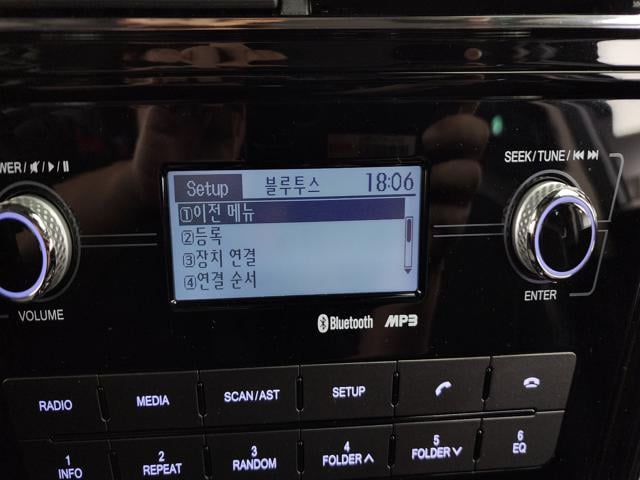 SEEK/TUNE/⏮ ⏭
WER/🔇/▶/⏸
Setup 블루투스 18:06
①이전 메뉴
②등록
③장치 연결
④연결 순서
ENTER
VOLUME
Bluetooth MP3
RADIO MEDIA SCAN/AST SETUP
1 2 3 4 5 6
INFO REPEAT RANDOM FOLDER∧ FOLDER∨ EQ